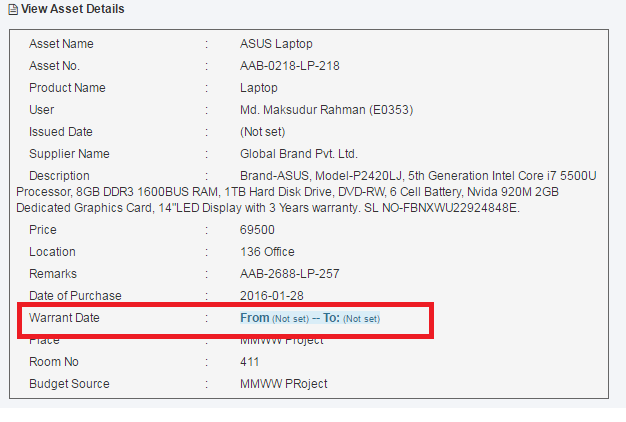 View Asset Details
Asset Name : ASUS Laptop
Asset No. : AAB-0218-LP-218
Product Name : Laptop
User : Md. Maksudur Rahman (E0353)
Issued Date : (Not set)
Supplier Name : Global Brand Pvt. Ltd.
Description : Brand-ASUS, Model-P2420LJ, 5th Generation Intel Core i7 5500U
Processor, 8GB DDR3 1600BUS RAM, 1TB Hard Disk Drive, DVD-RW, 6 Cell Battery, Nvida 920M 2GB
Dedicated Graphics Card, 14"LED Display with 3 Years warranty. SL NO-FBNXWU22924848E.
Price : 69500
Location : 136 Office
Remarks : AAB-2688-LP-257
Date of Purchase : 2016-01-28
Warrant Date : From (Not set) -- To: (Not set)
Place : MMWW PRoject
Room No : 411
Budget Source : MMWW PRoject